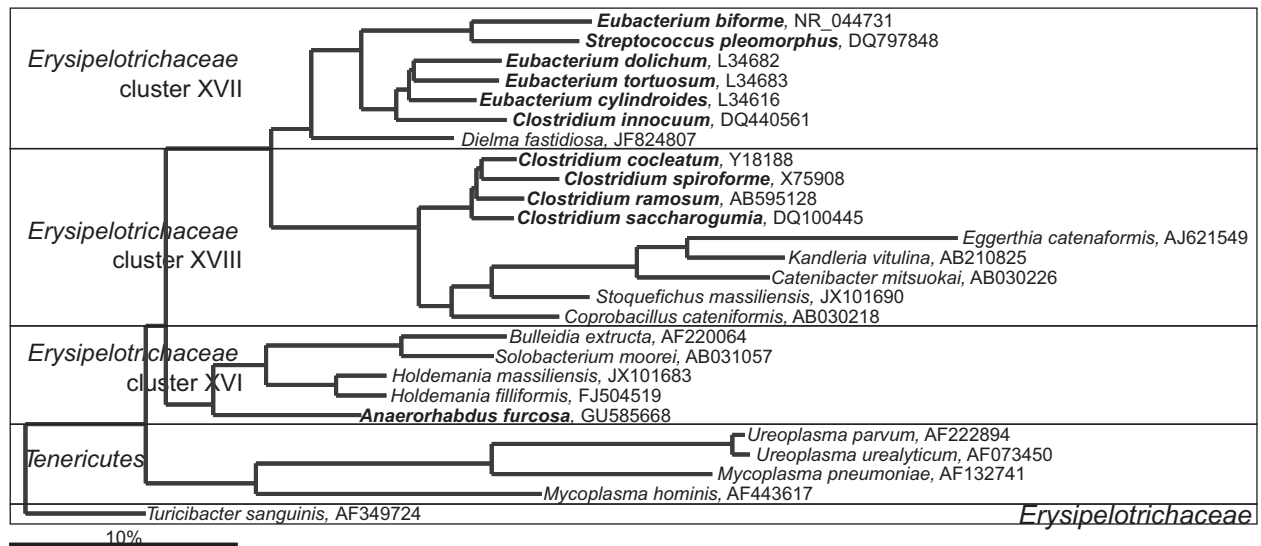 Eubacterium biforme, NR_044731
Streptococcus pleomorphus, DQ797848
Erysipelotrichaceae
cluster XVII
Eubacterium dolichum, L34682
Eubacterium tortuosum, L34683
Eubacterium cylindroides, L34616
Clostridium innocuum, DQ440561
Dielma fastidiosa, JF824807
Clostridium cocleatum, Y18188
Clostridium spiroforme, X75908
Clostridium ramosum, AB595128
Clostridium saccharogumia, DQ100445
Erysipelotrichaceae
cluster XVIII
Eggerthia catenaformis, AJ621549
Kandleria vitulina, AB210825
Catenibacter mitsuokai, AB030226
Stoquefichus massiliensis, JX101690
Coprobacillus cateniformis, AB030218
Bulleidia extructa, AF220064
Erysipelotrichaceae
cluster XVI
Solobacterium moorei, AB031057
Holdemania massiliensis, JX101683
Holdemania filliformis, FJ504519
Anaerorhabdus furcosa, GU585668
Ureoplasma parvum, AF222894
Tenericutes
Ureoplasma urealyticum, AF073450
Mycoplasma pneumoniae, AF132741
Mycoplasma hominis, AF443617
Turicibacter sanguinis, AF349724
Erysipelotrichaceae
10%